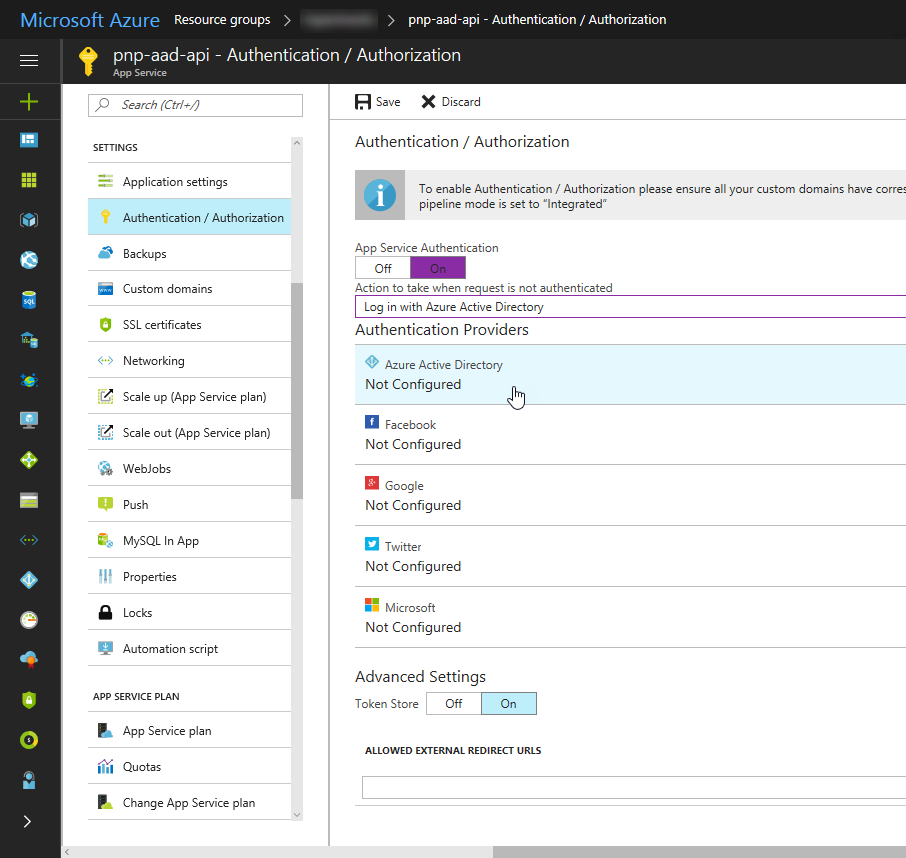 Microsoft Azure Resource groups > > pnp-aad-api - Authentication / Authorization
pnp-aad-api - Authentication / Authorization
App Service
Search (Ctrl+/)
SETTINGS
Application settings
Authentication / Authorization
Backups
Custom domains
SSL certificates
Networking
Scale up (App Service plan)
Scale out (App Service plan)
WebJobs
Push
MySQL In App
Properties
Locks
Automation script
APP SERVICE PLAN
App Service plan
Quotas
Change App Service plan
Save Discard
Authentication / Authorization
To enable Authentication / Authorization please ensure all your custom domains have corres
pipeline mode is set to “Integrated”
App Service Authentication
Off On
Action to take when request is not authenticated
Log in with Azure Active Directory
Authentication Providers
Azure Active Directory
Not Configured
Facebook
Not Configured
Google
Not Configured
Twitter
Not Configured
Microsoft
Not Configured
Advanced Settings
Token Store Off On
ALLOWED EXTERNAL REDIRECT URLS